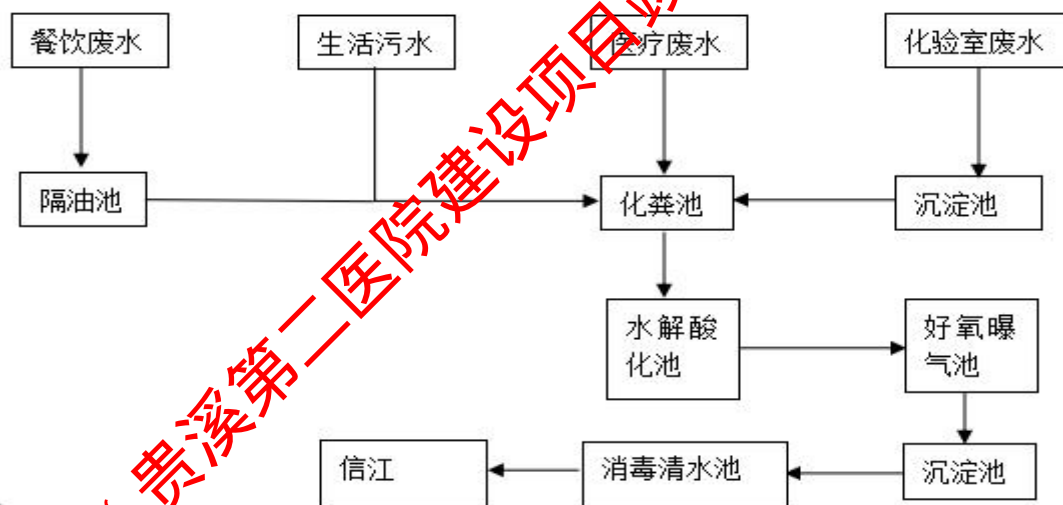 餐饮废水
生活污水
医疗废水
化验室废水
隔油池
化粪池
沉淀池
水解酸
化池
好氧曝
气池
信江
消毒清水池
沉淀池
贵溪第二医院建设项目